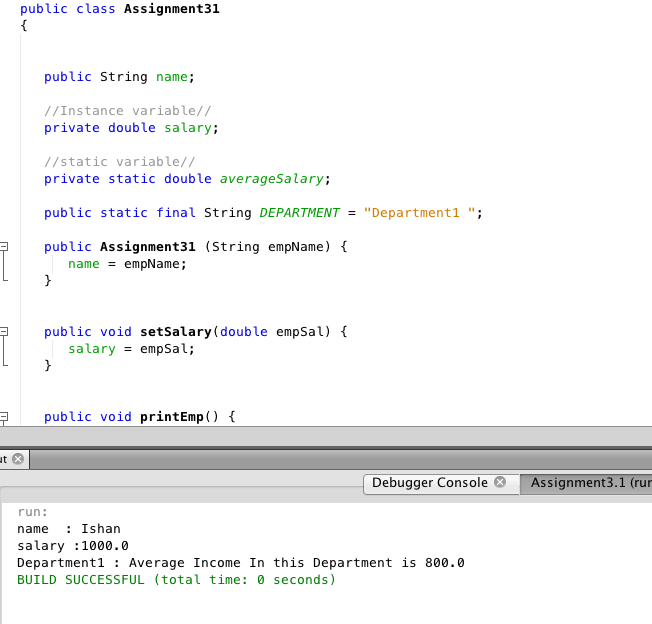 public class Assignment31
{
public String name;
//Instance variable//
private double salary;
//static variable//
private static double averageSalary;
public static final String DEPARTMENT = "Department1 ";
public Assignment31 (String empName) {
name = empName;
}
public void setSalary(double empSal) {
salary = empSal;
}
public void printEmp() {
Debugger Console Assignment3.1 (run
run:
name  : Ishan
salary :1000.0
Department1 : Average Income In this Department is 800.0
BUILD SUCCESSFUL (total time: 0 seconds)